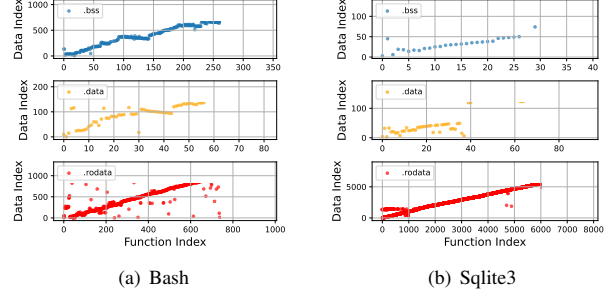 Data Index
1000
500
0
.bss
0 50 100 150 200 250 300 350
Data Index
200
100
0
.data
0 10 20 30 40 50 60 70 80
Data Index
1000
500
0
.rodata
0 200 400 600 800 1000
Function Index
(a) Bash
Data Index
100
50
0
.bss
0 5 10 15 20 25 30 35 40
Data Index
100
0
.data
0 20 40 60 80
Data Index
5000
0
.rodata
0 1000 2000 3000 4000 5000 6000 7000 8000
Function Index
(b) Sqlite3